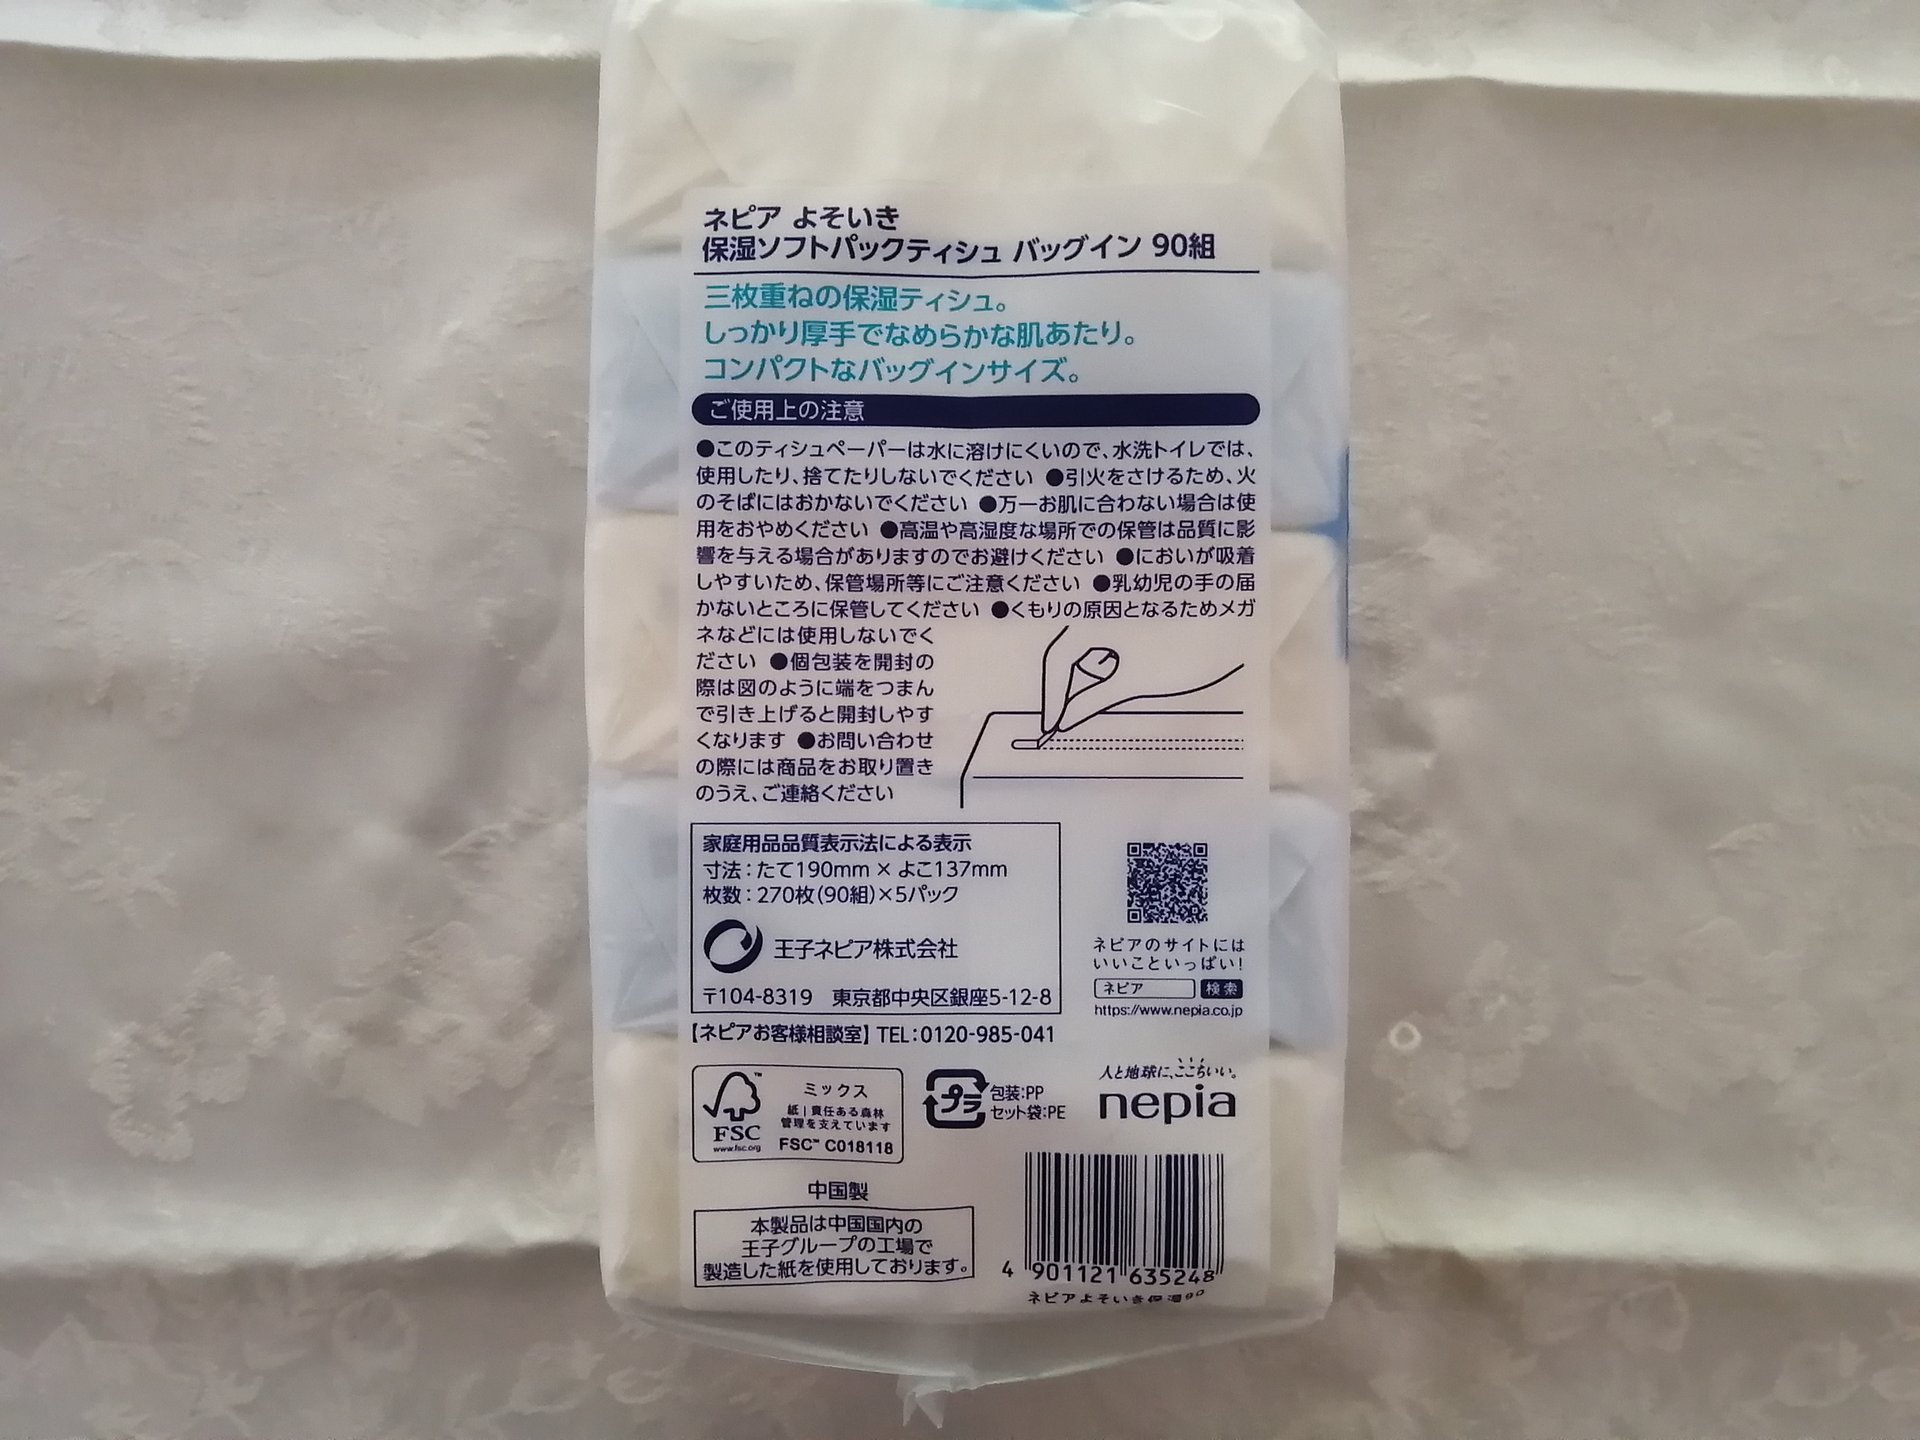 ネピア よそいき
保湿ソフトパックティシュ バッグイン 90組
三枚重ねの保湿ティシュ。
しっかり厚手でなめらかな肌あたり。
コンパクトなバッグインサイズ。
ご使用上の注意
●このティシュペーパーは水に溶けにくいので、水洗トイレでは、
使用したり、捨てたりしないでください ●引火をさけるため、火
のそばにはおかないでください ●万一お肌に合わない場合は使
用をおやめください ●高温や高湿度な場所での保管は品質に影
響を与える場合がありますのでお避けください ●においが吸着
しやすいため、保管場所等にご注意ください ●乳幼児の手の届
かないところに保管してください ●くもりの原因となるためメガ
ネなどには使用しないでく
ださい ●個包装を開封の
際は図のように端をつまん
で引き上げると開封しやす
くなります ●お問い合わせ
の際には商品をお取り置き
のうえ、ご連絡ください
家庭用品品質表示法による表示
寸法：たて190mm×よこ137mm
枚数：270枚(90組)×5パック
王子ネピア株式会社
〒104-8319 東京都中央区銀座5-12-8
【ネピアお客様相談室】TEL：0120-985-041
ネピアのサイトには
いいこといっぱい!
ネピア 検索
https://www.nepia.co.jp
FSC
www.fsc.org
ミックス
紙｜責任ある森林
管理を支えています
FSC™ C018118
プラ
包装:PP
セット袋:PE
人と地球に、ここちいい。
nepia
中国製
本製品は中国国内の
王子グループの工場で
製造した紙を使用しております。
4 901121 635248
ネピアよそいき保湿90